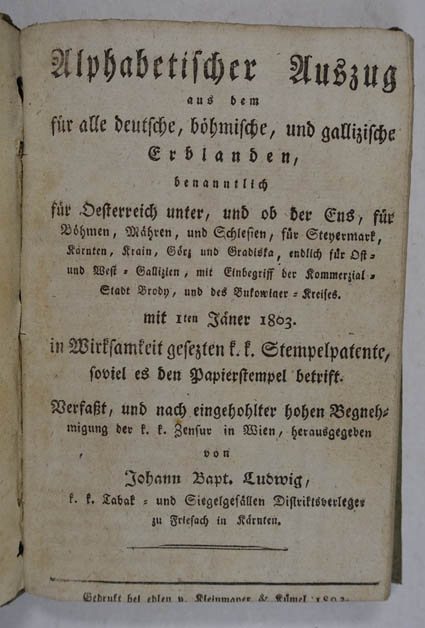 Alphabetischer Auszug
aus dem
für alle deutsche, böhmische, und gallizische
Erblanden,
benanntlich
für Oesterreich unter, und ob der Ens, für
Böhmen, Mähren, und Schlesien, für Steyermark,
Kärnten, Krain, Görz und Gradiska, endlich für Ost-
und West-Gallizien, mit Einbegriff der Kommerzial-
Stadt Brody, und des Bukowiner-Kreises.
mit 1ten Jäner 1803.
in Wirksamkeit gesezten k. k. Stempelpatente,
soviel es den Papierstempel betrift.
Verfaßt, und nach eingehohlter hohen Begneh-
migung der k. k. Zensur in Wien, herausgegeben
von
Johann Bapt. Ludwig,
k. k. Tabak- und Siegelgefällen Distriktsverleger
zu Friesach in Kärnten.
Gedrukt bei edlen v. Kleinmayer & Kümel 1803.